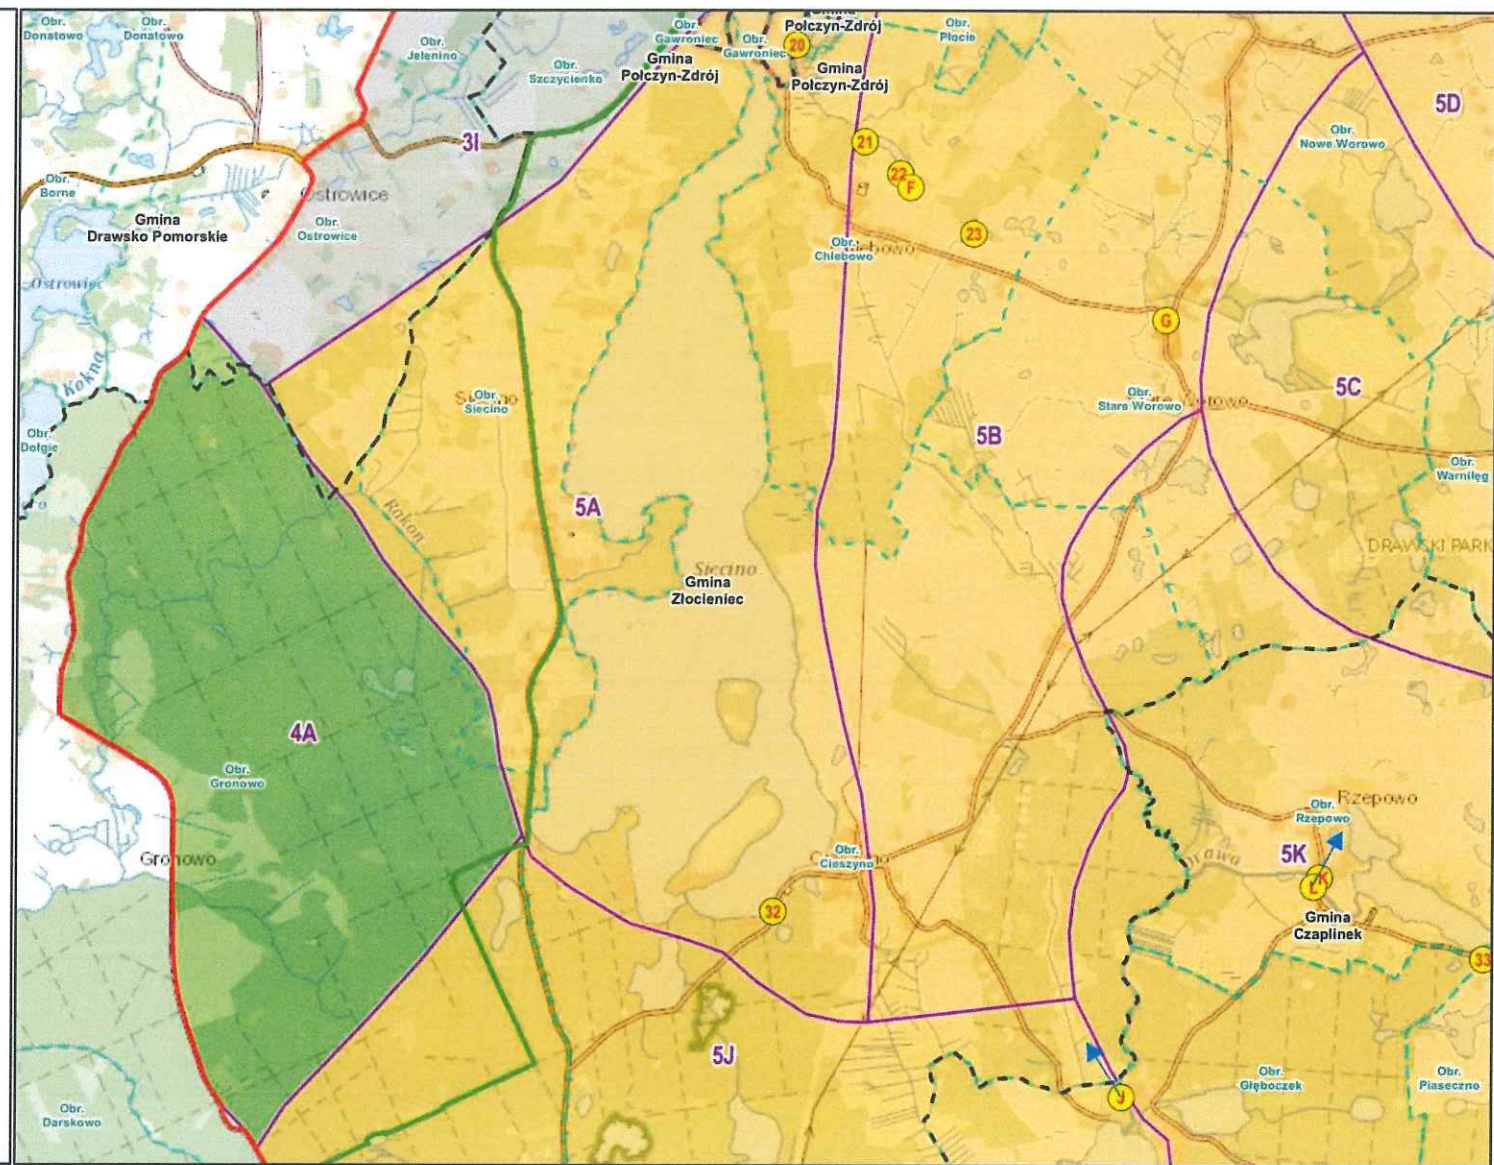 Obr.
Donatowo
Obr.
Donatowo
Obr.
Jelenino
Obr.
Szczycienko
Obr.
Gawroniec
Gmina
Połczyn-Zdrój
Obr.
Gawroniec
Połczyn-Zdrój
20
Gmina
Połczyn-Zdrój
Obr.
Płocie
5D
Obr.
Nowe Worowo
3I
21
22
F
23
Obr.
Borne
Gmina
Drawsko Pomorskie
Ostrowice
Obr.
Ostrowice
Obr.
Chlebowo
G
Kokna
Obr.
Siecino
Obr.
Stare Worowo
5C
5B
Obr.
Dołgie
Obr.
Warniłęg
5A
Rakon
DRAWSKI PARK
Siecino
Gmina
Złocieniec
4A
Obr.
Gronowo
Gronowo
Rzepowo
Obr.
Rzepowo
Obr.
Cieszyno
Drawa
5K
K
L
32
Gmina
Czaplinek
33
5J
J
Obr.
Głęboczek
Obr.
Piaseczno
Obr.
Darskowo